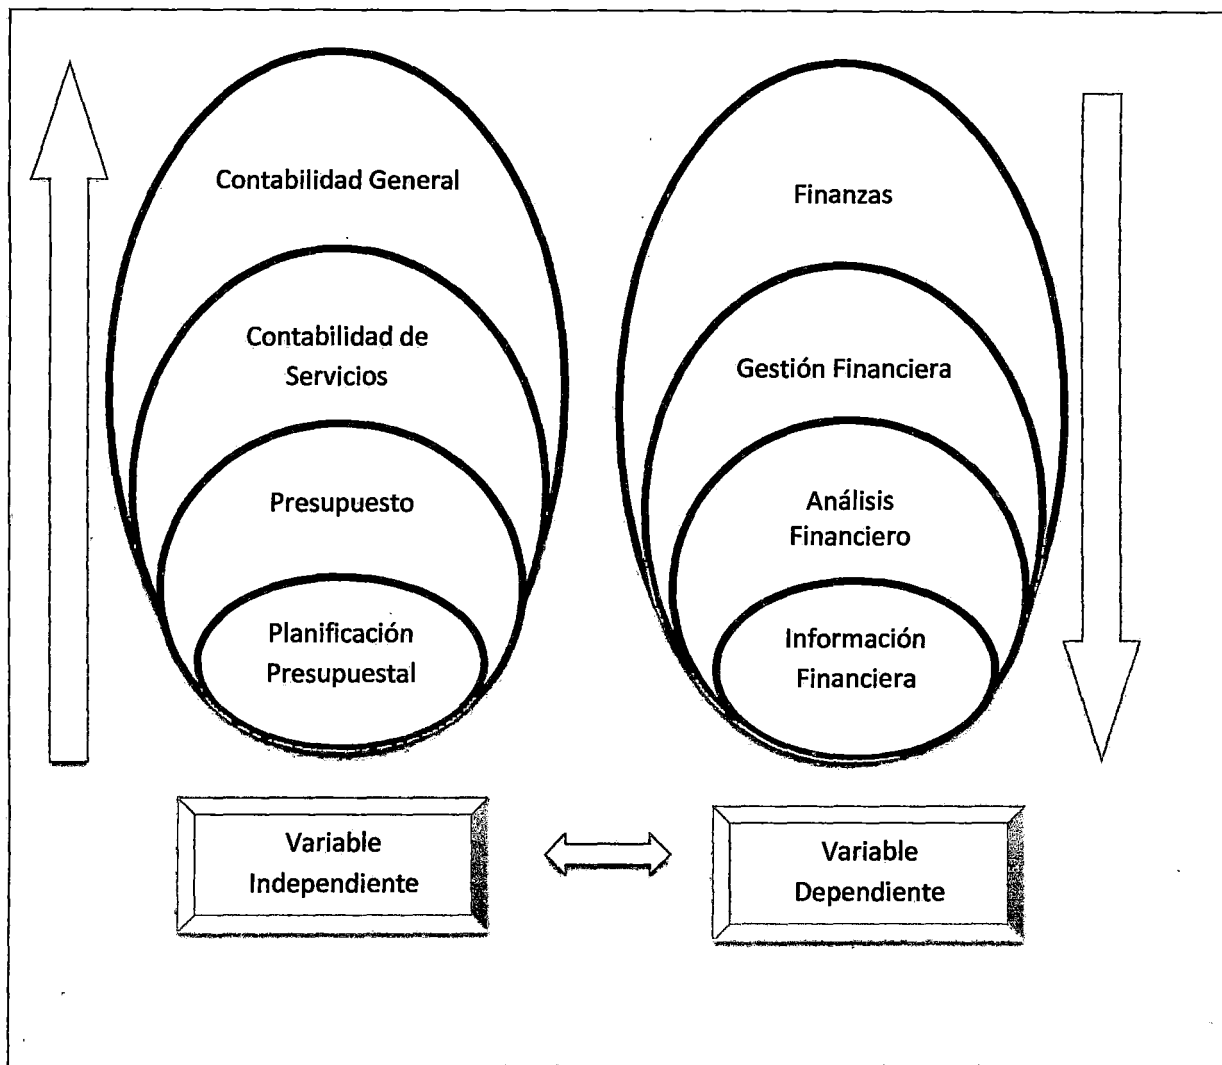 Contabilidad General
Contabilidad de
Servicios
Presupuesto
Planificación
Presupuestal
Variable
Independiente
Finanzas
Gestión Financiera
Análisis
Financiero
Información
Financiera
Variable
Dependiente